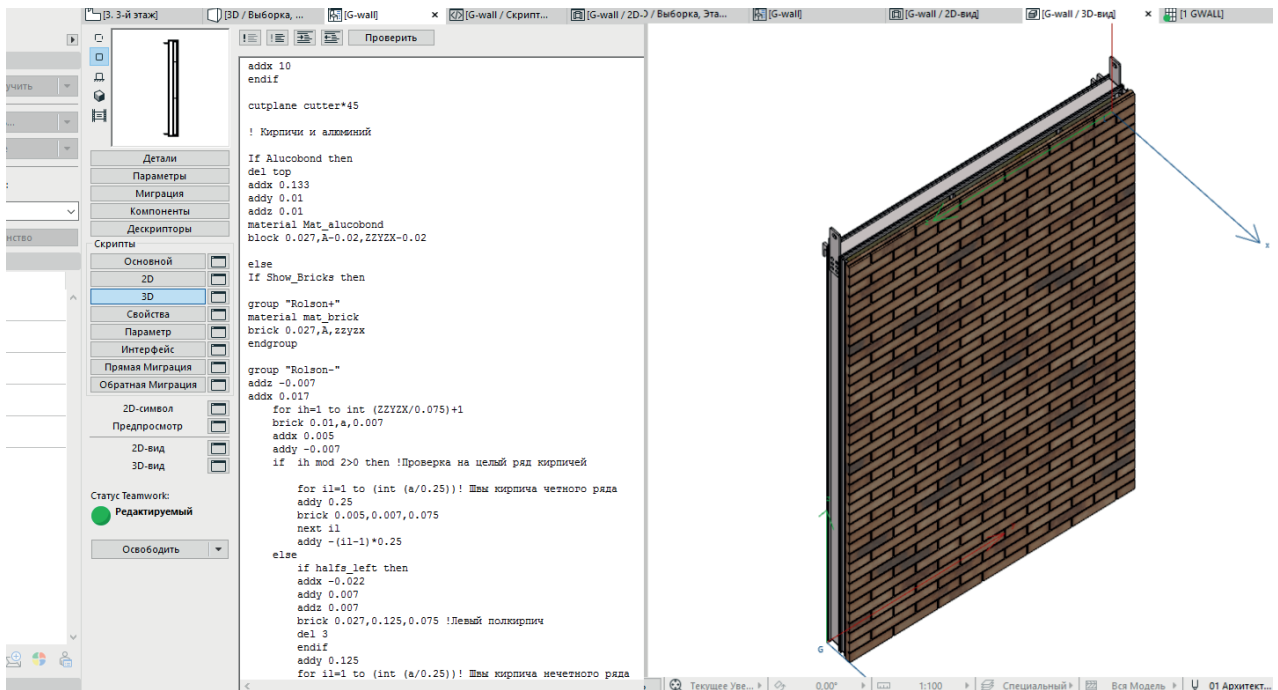 [3. 3-й этаж]
[3D / Выборка, ...
[G-wall]
[G-wall / Скрипт...
[G-wall / 2D-
/ Выборка, Эта...
[G-wall]
[G-wall / 2D-вид]
[G-wall / 3D-вид]
[1 GWALL]
Проверить
учить
нство
Детали
Параметры
Миграция
Компоненты
Дескрипторы
Скрипты
Основной
2D
3D
Свойства
Параметр
Интерфейс
Прямая Миграция
Обратная Миграция
2D-символ
Предпросмотр
2D-вид
3D-вид
Статус Teamwork:
Редактируемый
Освободить
addx 10
endif
cutplane cutter*45
! Кирпичи и алюминий
If Alucobond then
del top
addx 0.133
addy 0.01
addz 0.01
material Mat_alucobond
block 0.027,A-0.02,ZZYZX-0.02
else
If Show_Bricks then
group "Rolson+"
material mat_brick
brick 0.027,A,zzyzx
endgroup
group "Rolson-"
addz -0.007
addx 0.017
for ih=1 to int (ZZYZX/0.075)+1
brick 0.01,a,0.007
addx 0.005
addy -0.007
if ih mod 2>0 then !Проверка на целый ряд кирпичей
for il=1 to (int (a/0.25))! Швы кирпича четного ряда
addy 0.25
brick 0.005,0.007,0.075
next il
addy -(il-1)*0.25
else
if halfs_left then
addx -0.022
addy 0.007
addz 0.007
brick 0.027,0.125,0.075 !Левый полкирпич
del 3
endif
addy 0.125
for il=1 to (int (a/0.25))! Швы кирпича нечетного ряда
x
G
Текущее Уве...
0,00°
1:100
Специальный
Вся Модель
01 Архитект...